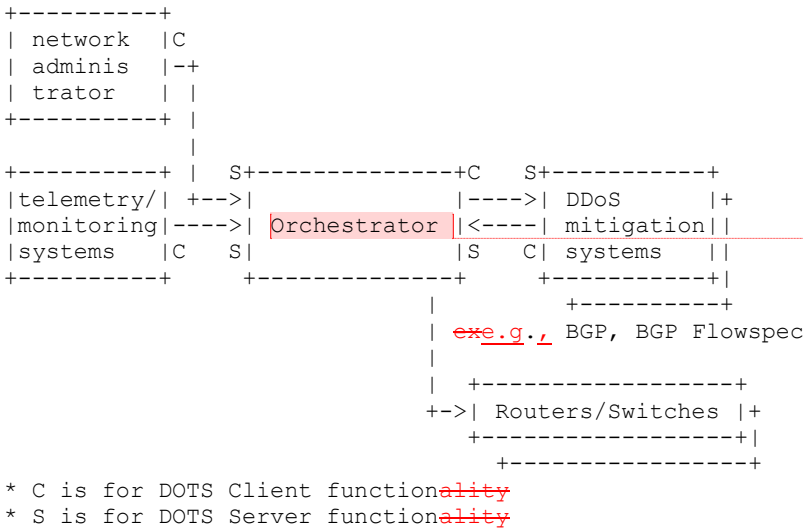 +----------+
| network  |C
| adminis  |-+
| trator   | |
+----------+ |
             |
+----------+ |  S+--------------+C   S+-----------+
|telemetry/| +-->|              |---->| DDoS      |+
|monitoring|---->| Orchestrator |<----| mitigation||
|systems   |C   S|              |S   C| systems   ||
+----------+     +--------------+     +-----------+|
                             |         +----------+
                             | exe.g., BGP, BGP Flowspec
                             |
                             |  +------------------+
                             +->| Routers/Switches |+
                                +------------------+|
                                  +-----------------+
* C is for DOTS Client functionality
* S is for DOTS Server functionality